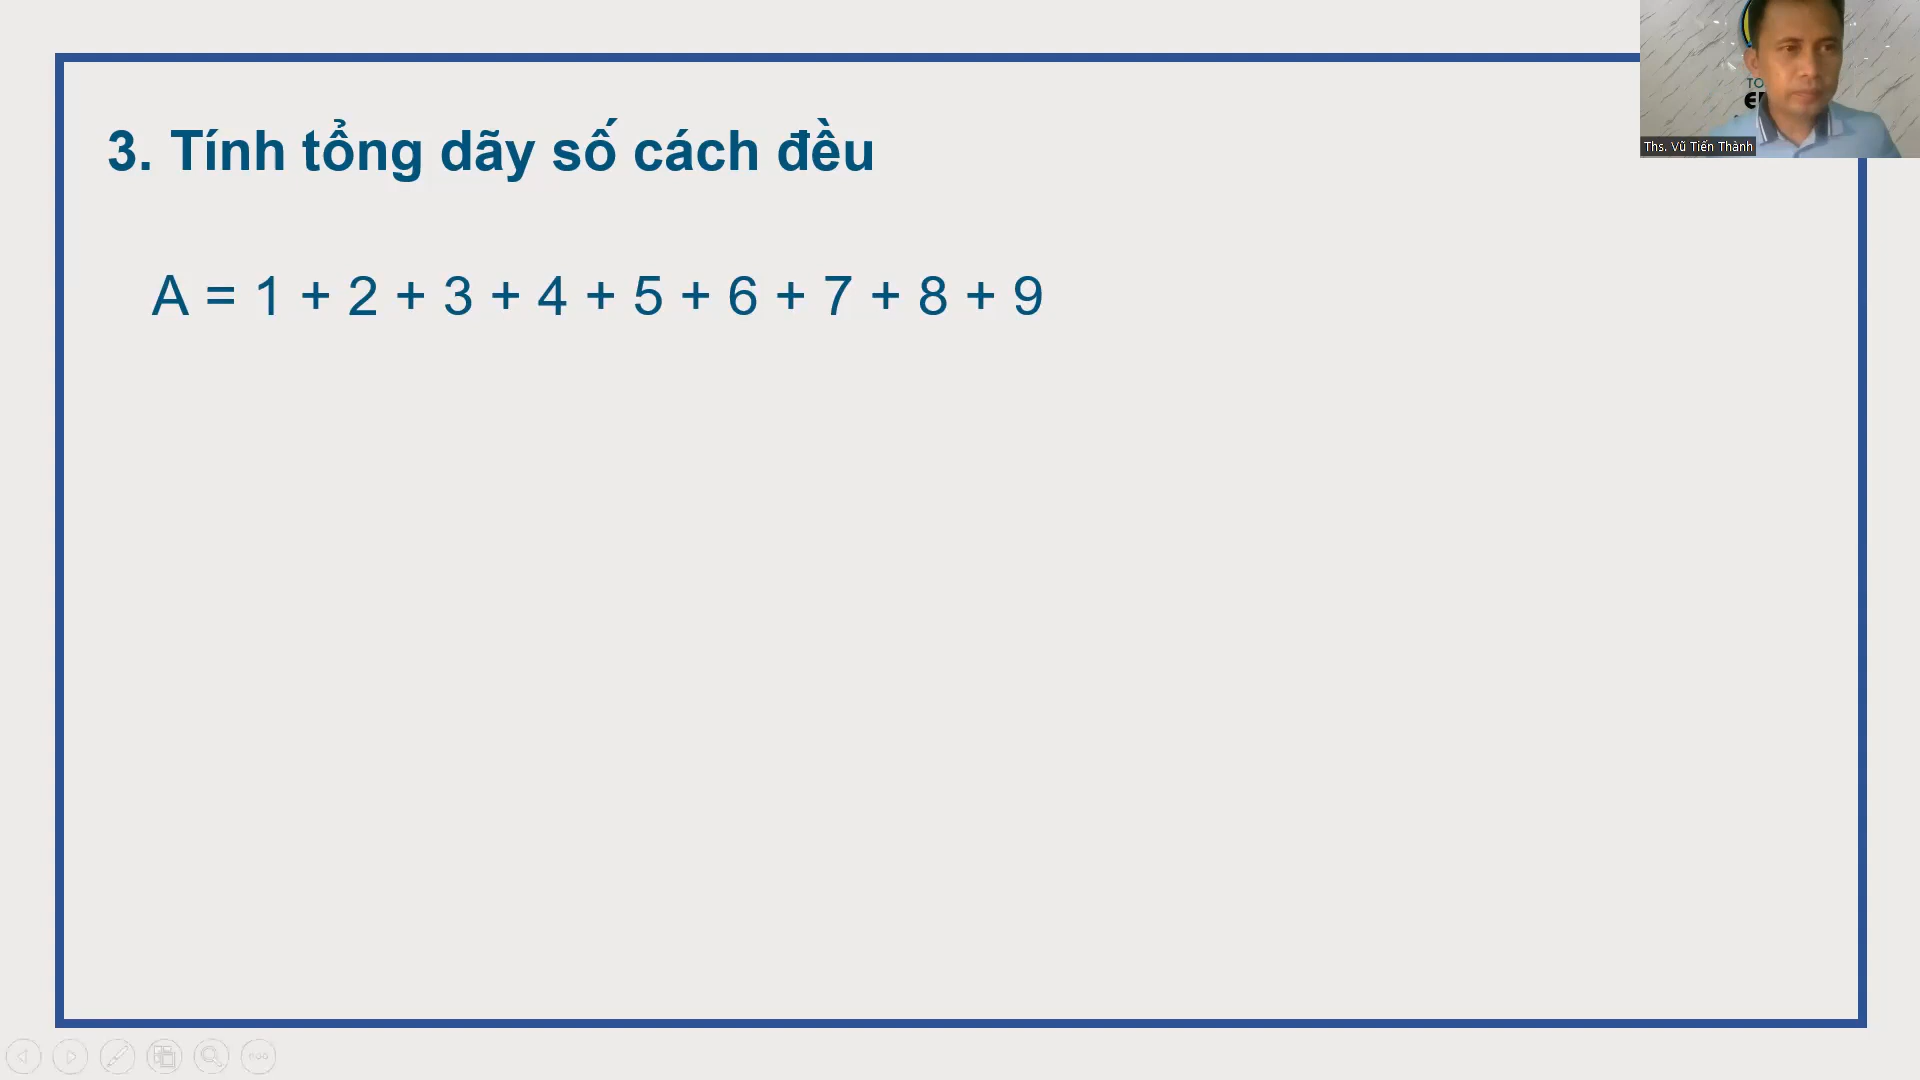 3. Tính tổng dãy số cách đều
A = 1 + 2 + 3 + 4 + 5 + 6 + 7 + 8 + 9
Ths. Vũ Tiến Thành